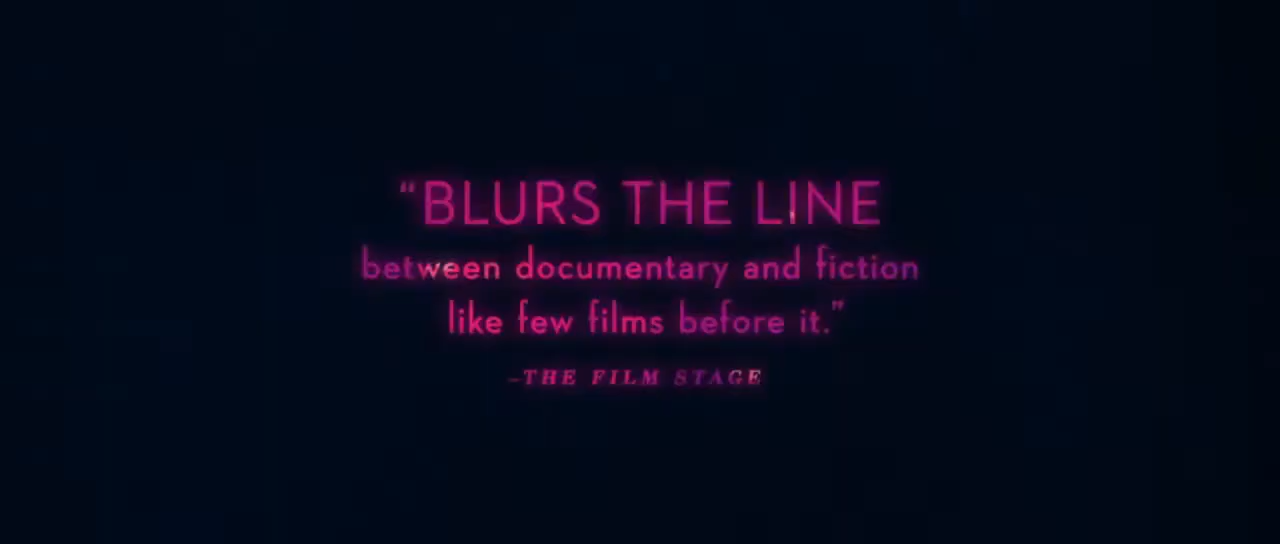 “BLURS THE LINE
between documentary and fiction
like few films before it.”
–THE FILM STAGE